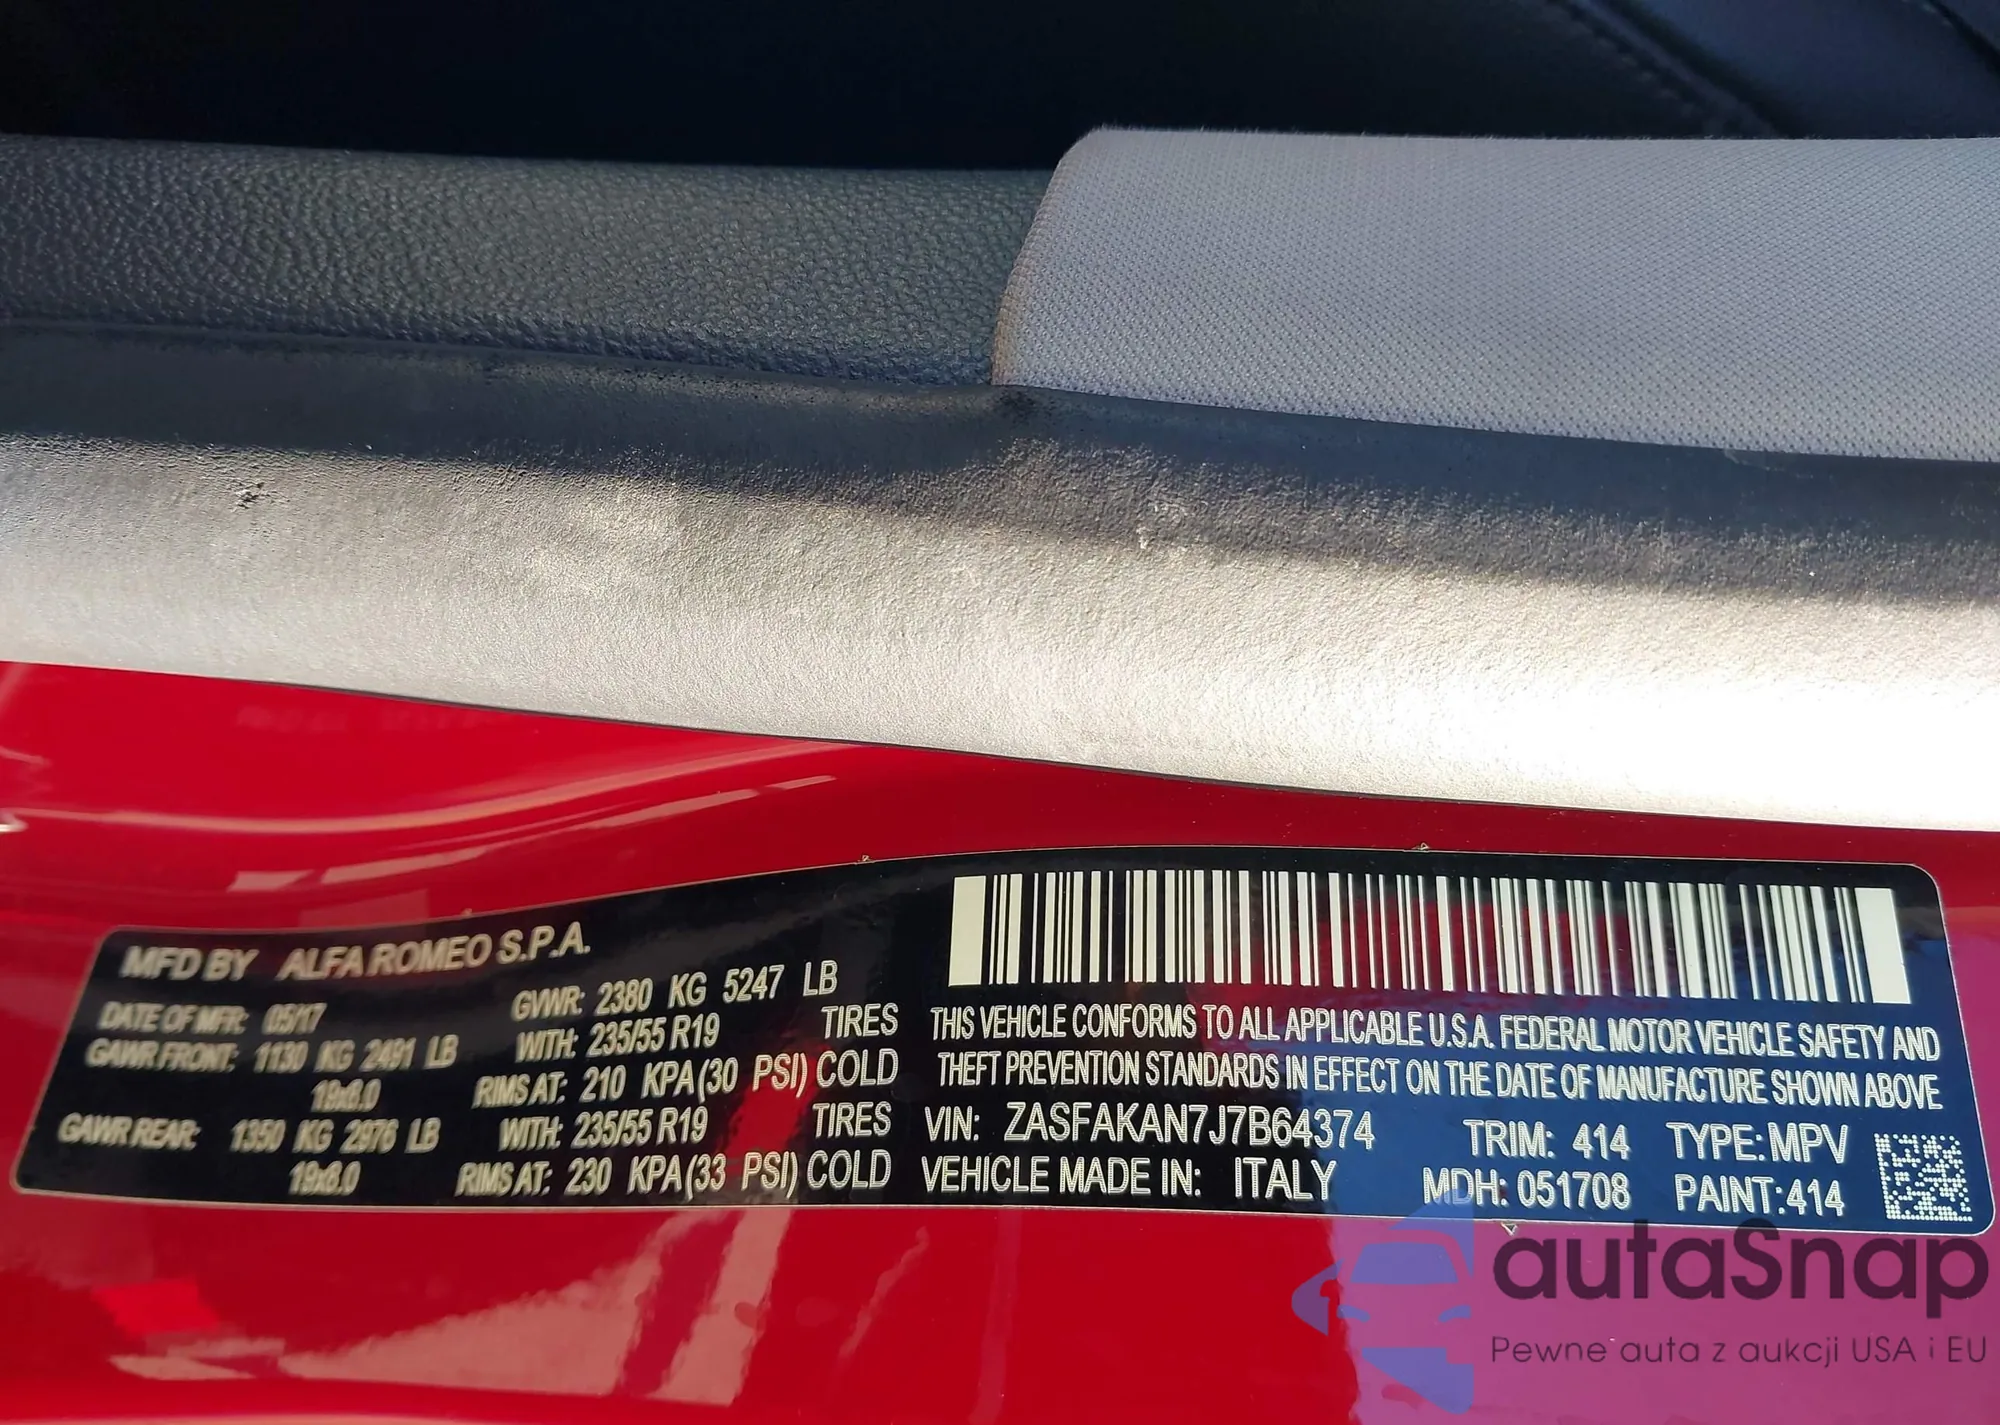 MFD BY ALFA ROMEO S.P.A.
DATE OF MFR: 05/17 GVWR: 2380 KG 5247 LB
GAWR FRONT: 1130 KG 2491 LB WITH: 235/55 R19 TIRES
19x8.0 RIMS AT: 210 KPA(30 PSI) COLD
GAWR REAR: 1350 KG 2976 LB WITH: 235/55 R19 TIRES
19x8.0 RIMS AT: 230 KPA(33 PSI) COLD
THIS VEHICLE CONFORMS TO ALL APPLICABLE U.S.A. FEDERAL MOTOR VEHICLE SAFETY AND
THEFT PREVENTION STANDARDS IN EFFECT ON THE DATE OF MANUFACTURE SHOWN ABOVE
VIN: ZASFAKAN7J7B64374 TRIM: 414 TYPE: MPV
VEHICLE MADE IN: ITALY MDH: 051708 PAINT: 414
autaSnap
Pewne auta z aukcji USA i EU